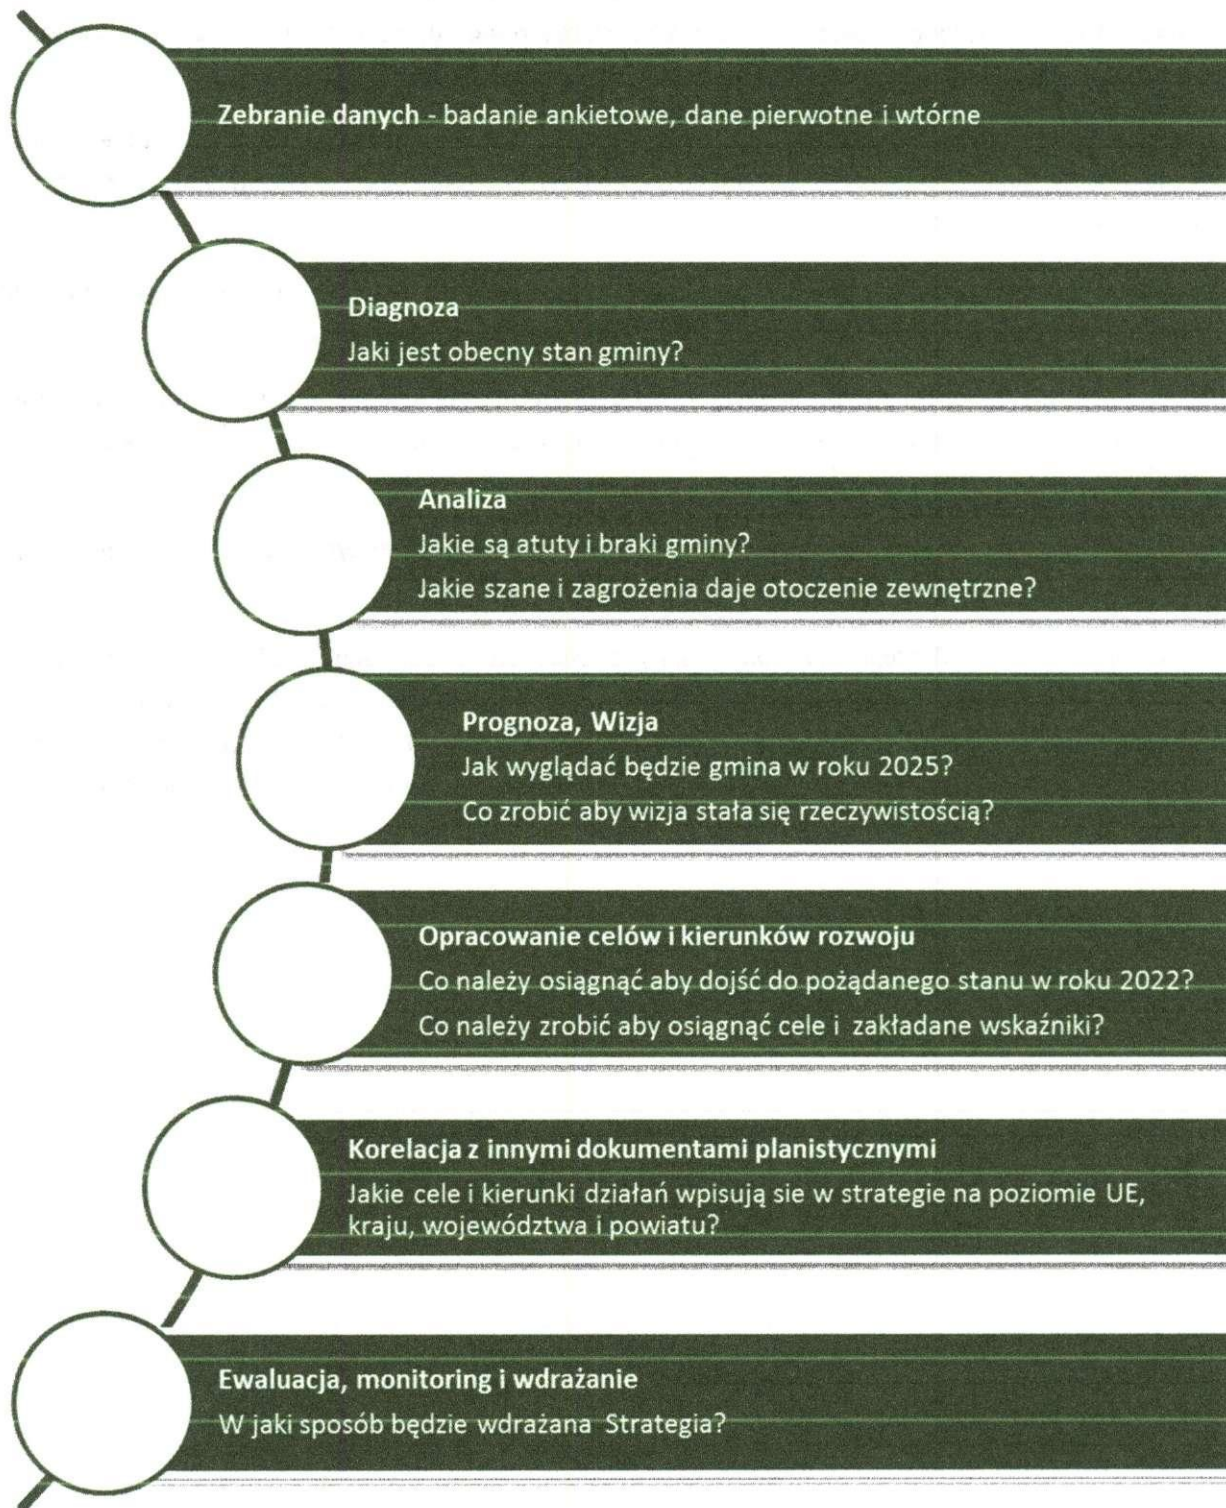 Zebranie danych - badanie ankietowe, dane pierwotne i wtórne
Diagnoza
Jaki jest obecny stan gminy?
Analiza
Jakie są atuty i braki gminy?
Jakie szane i zagrożenia daje otoczenie zewnętrzne?
Prognoza, Wizja
Jak wyglądać będzie gmina w roku 2025?
Co zrobić aby wizja stała się rzeczywistością?
Opracowanie celów i kierunków rozwoju
Co należy osiągnąć aby dojść do pożądanego stanu w roku 2022?
Co należy zrobić aby osiągnąć cele i zakładane wskaźniki?
Korelacja z innymi dokumentami planistycznymi
Jakie cele i kierunki działań wpisują sie w strategie na poziomie UE,
kraju, województwa i powiatu?
Ewaluacja, monitoring i wdrażanie
W jaki sposób będzie wdrażana Strategia?